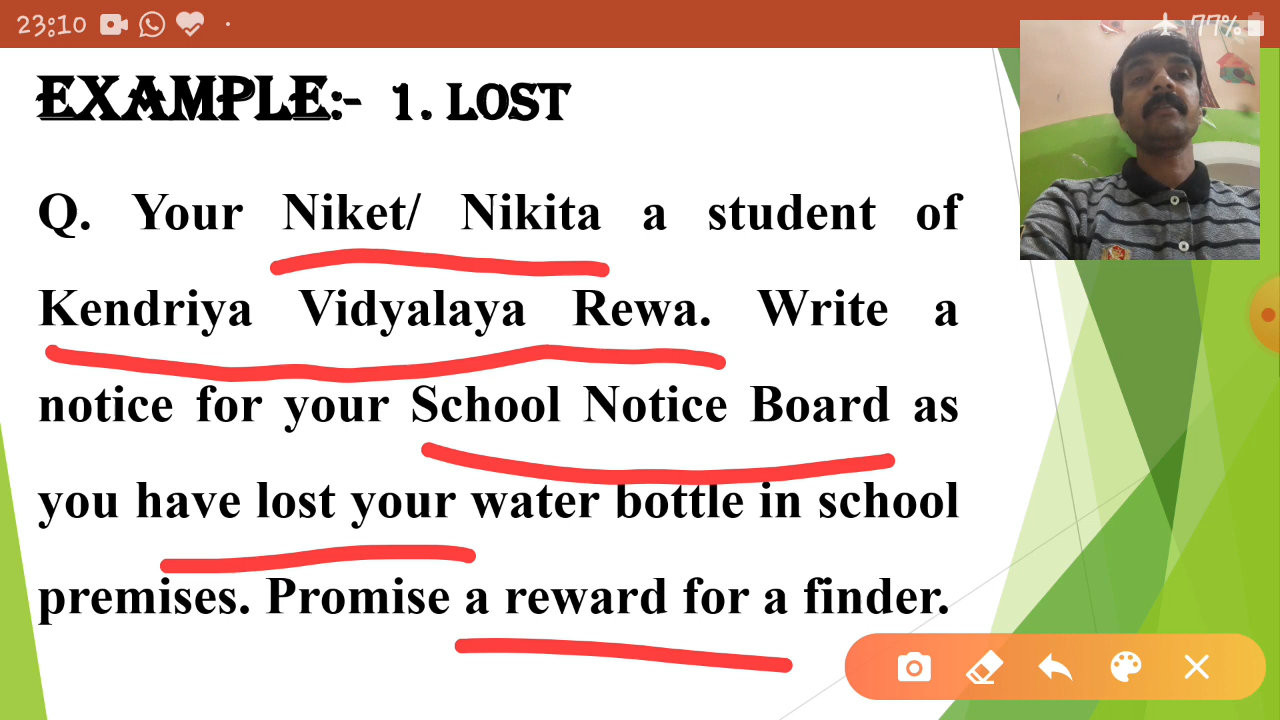 23:10
77%
EXAMPLE:- 1. LOST
Q. Your Niket/ Nikita a student of
Kendriya Vidyalaya Rewa. Write a
notice for your School Notice Board as
you have lost your water bottle in school
premises. Promise a reward for a finder.